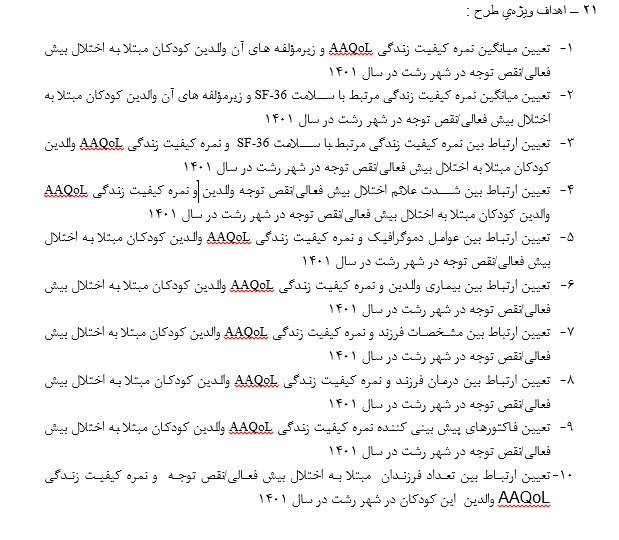 ۲۱ – اهداف ویژه‌ي طرح :
۱- تعیین میانگین نمره کیفیت زندگی AAQoL و زیرمؤلفه های آن والدین کودکان مبتلا به اختلال بیش
فعالی/نقص توجه در شهر رشت در سال ۱۴۰۱
۲- تعیین میانگین نمره کیفیت زندگی مرتبط با سلامت SF-36 و زیرمؤلفه های آن والدین کودکان مبتلا به
اختلال بیش فعالی/نقص توجه در شهر رشت در سال ۱۴۰۱
۳- تعیین ارتباط بین نمره کیفیت زندگی مرتبط با سلامت SF-36 و نمره کیفیت زندگی AAQoL والدین
کودکان مبتلا به اختلال بیش فعالی/نقص توجه در شهر رشت در سال ۱۴۰۱
۴- تعیین ارتباط بین شدت علائم اختلال بیش فعالی/نقص توجه والدین و نمره کیفیت زندگی AAQoL
والدین کودکان مبتلا به اختلال بیش فعالی/نقص توجه در شهر رشت در سال ۱۴۰۱
۵- تعیین ارتباط بین عوامل دموگرافیک و نمره کیفیت زندگی AAQoL والدین کودکان مبتلا به اختلال
بیش فعالی/نقص توجه در شهر رشت در سال ۱۴۰۱
۶- تعیین ارتباط بین بیماری والدین و نمره کیفیت زندگی AAQoL والدین کودکان مبتلا به اختلال بیش
فعالی/نقص توجه در شهر رشت در سال ۱۴۰۱
۷- تعیین ارتباط بین مشخصات فرزند و نمره کیفیت زندگی AAQoL والدین کودکان مبتلا به اختلال بیش
فعالی/نقص توجه در شهر رشت در سال ۱۴۰۱
۸- تعیین ارتباط بین درمان فرزند و نمره کیفیت زندگی AAQoL والدین کودکان مبتلا به اختلال بیش
فعالی/نقص توجه در شهر رشت در سال ۱۴۰۱
۹- تعیین فاکتورهای پیش بینی کننده نمره کیفیت زندگی AAQoL والدین کودکان مبتلا به اختلال بیش
فعالی/نقص توجه در شهر رشت در سال ۱۴۰۱
۱۰- تعیین ارتباط بین تعداد فرزندان مبتلا به اختلال بیش فعالی/نقص توجه و نمره کیفیت زندگی
AAQoL والدین این کودکان در شهر رشت در سال ۱۴۰۱